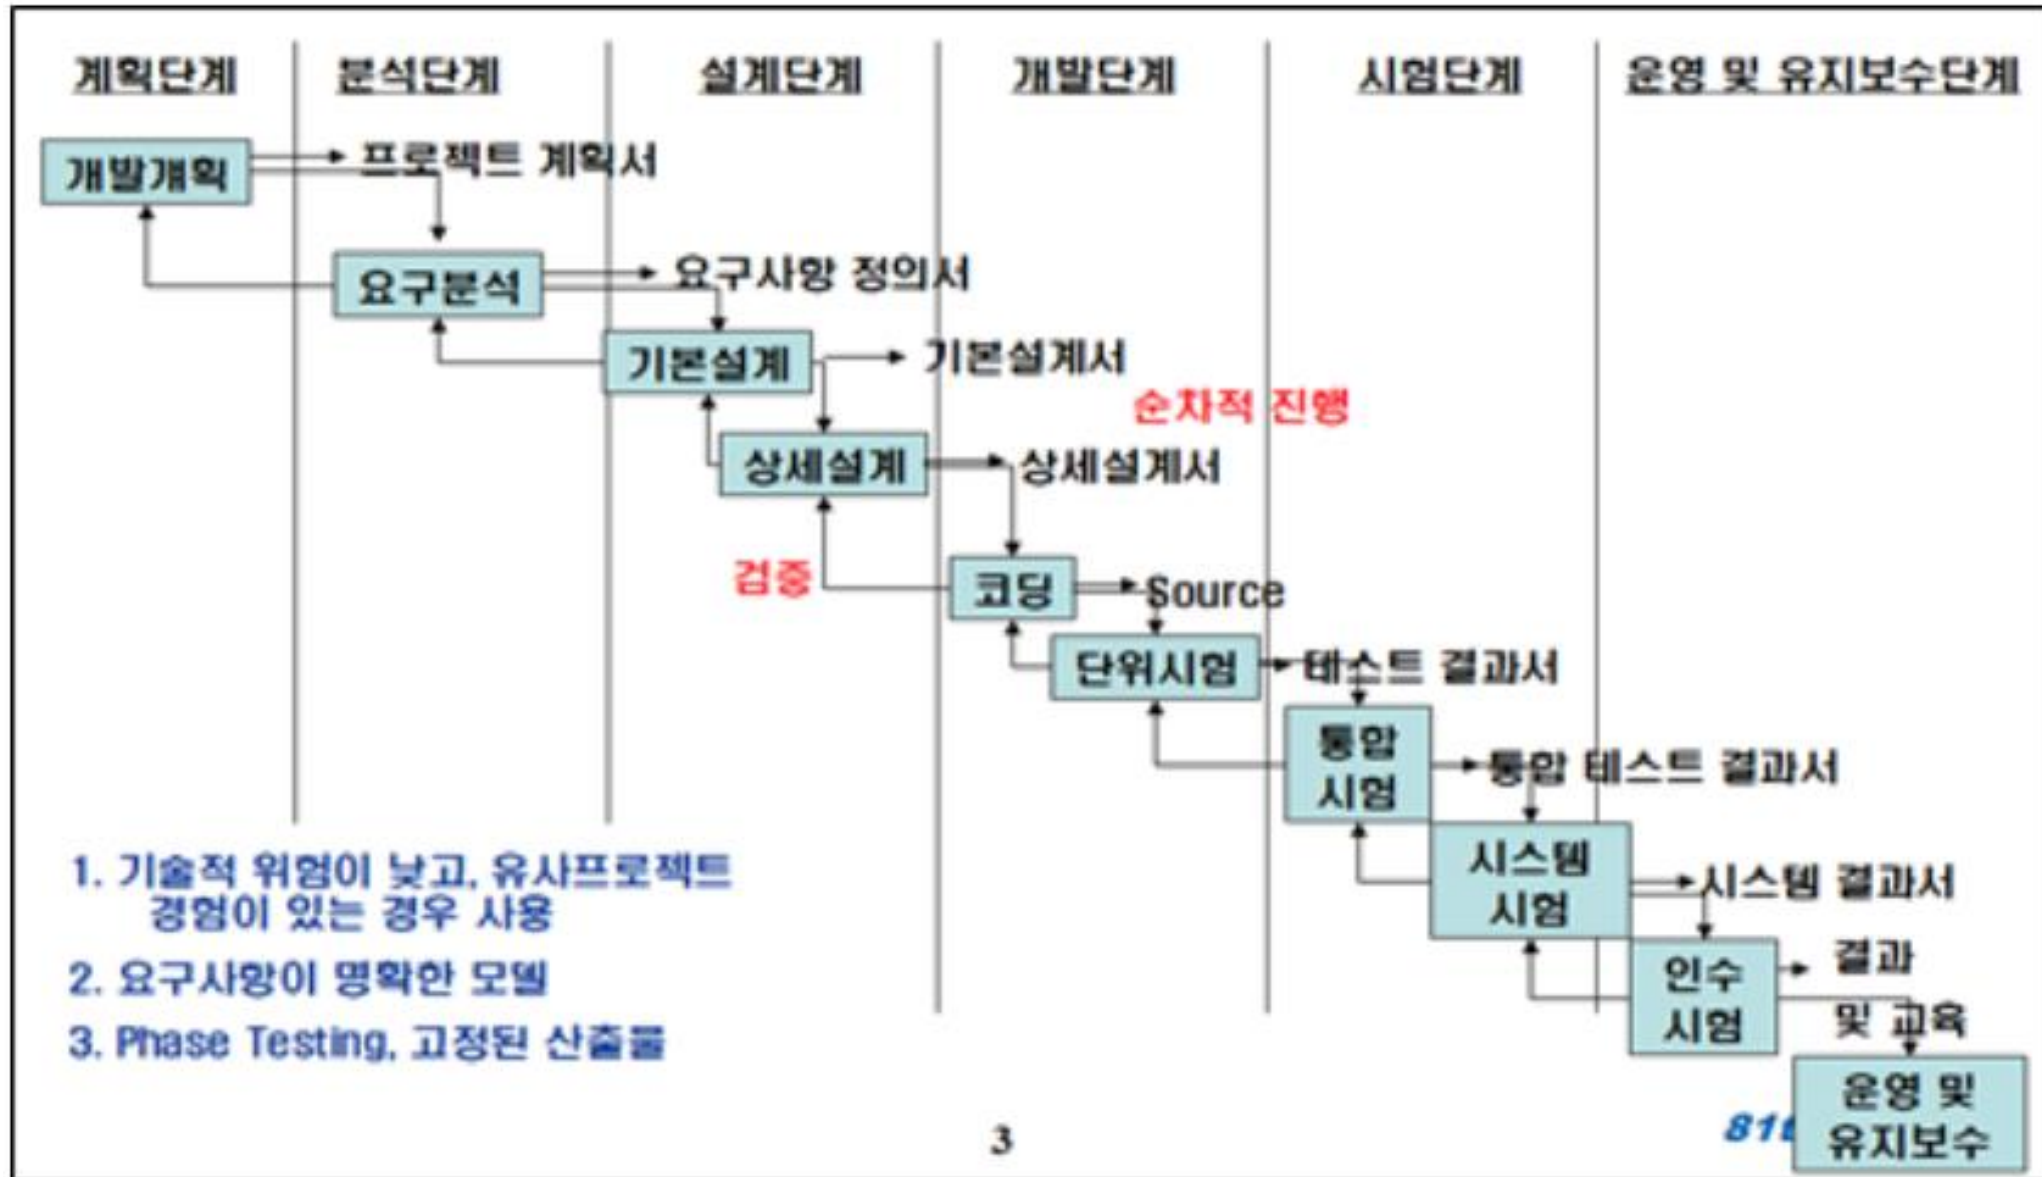 계획단계 분석단계 설계단계 개발단계 시험단계 운영 및 유지보수단계
개발계획 프로젝트 계획서
요구분석 요구사항 정의서
기본설계 기본설계서
순차적 진행
상세설계 상세설계서
검증
코딩 Source
단위시험 테스트 결과서
통합
시험
통합 테스트 결과서
시스템
시험
시스템 결과서
인수
시험
결과
및 교육
운영 및
유지보수
1. 기술적 위험이 낮고, 유사프로젝트
경험이 있는 경우 사용
2. 요구사항이 명확한 모델
3. Phase Testing, 고정된 산출물
3